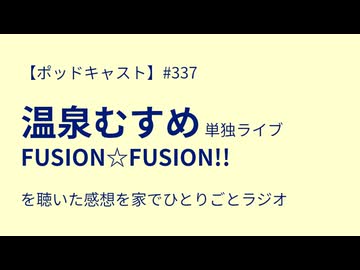 【ポッドキャスト】#337
温泉むすめ 単独ライブ
FUSION☆FUSION!!
を聴いた感想を家でひとりごとラジオ